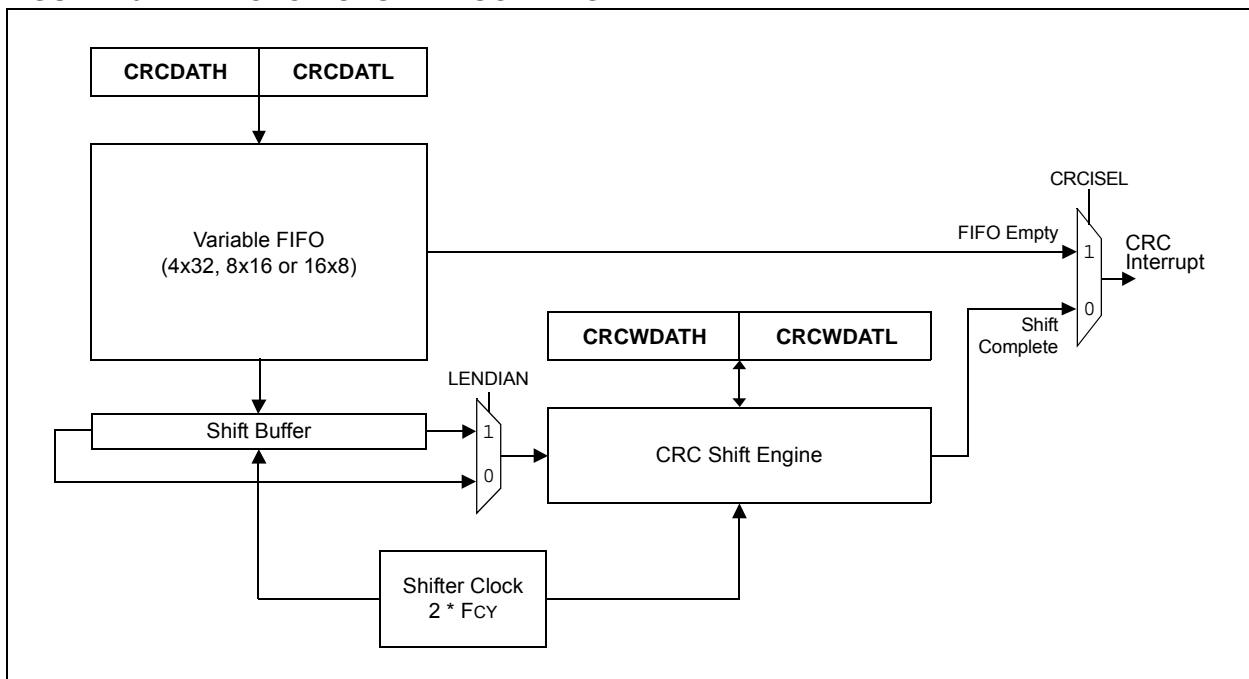 CRCDATH CRCDATL
Variable FIFO
(4x32, 8x16 or 16x8)
CRCISEL
FIFO Empty
1
CRC
Interrupt
0
Shift
Complete
CRCWDATH CRCWDATL
LENDIAN
Shift Buffer
1
0
CRC Shift Engine
Shifter Clock
2 * FCY